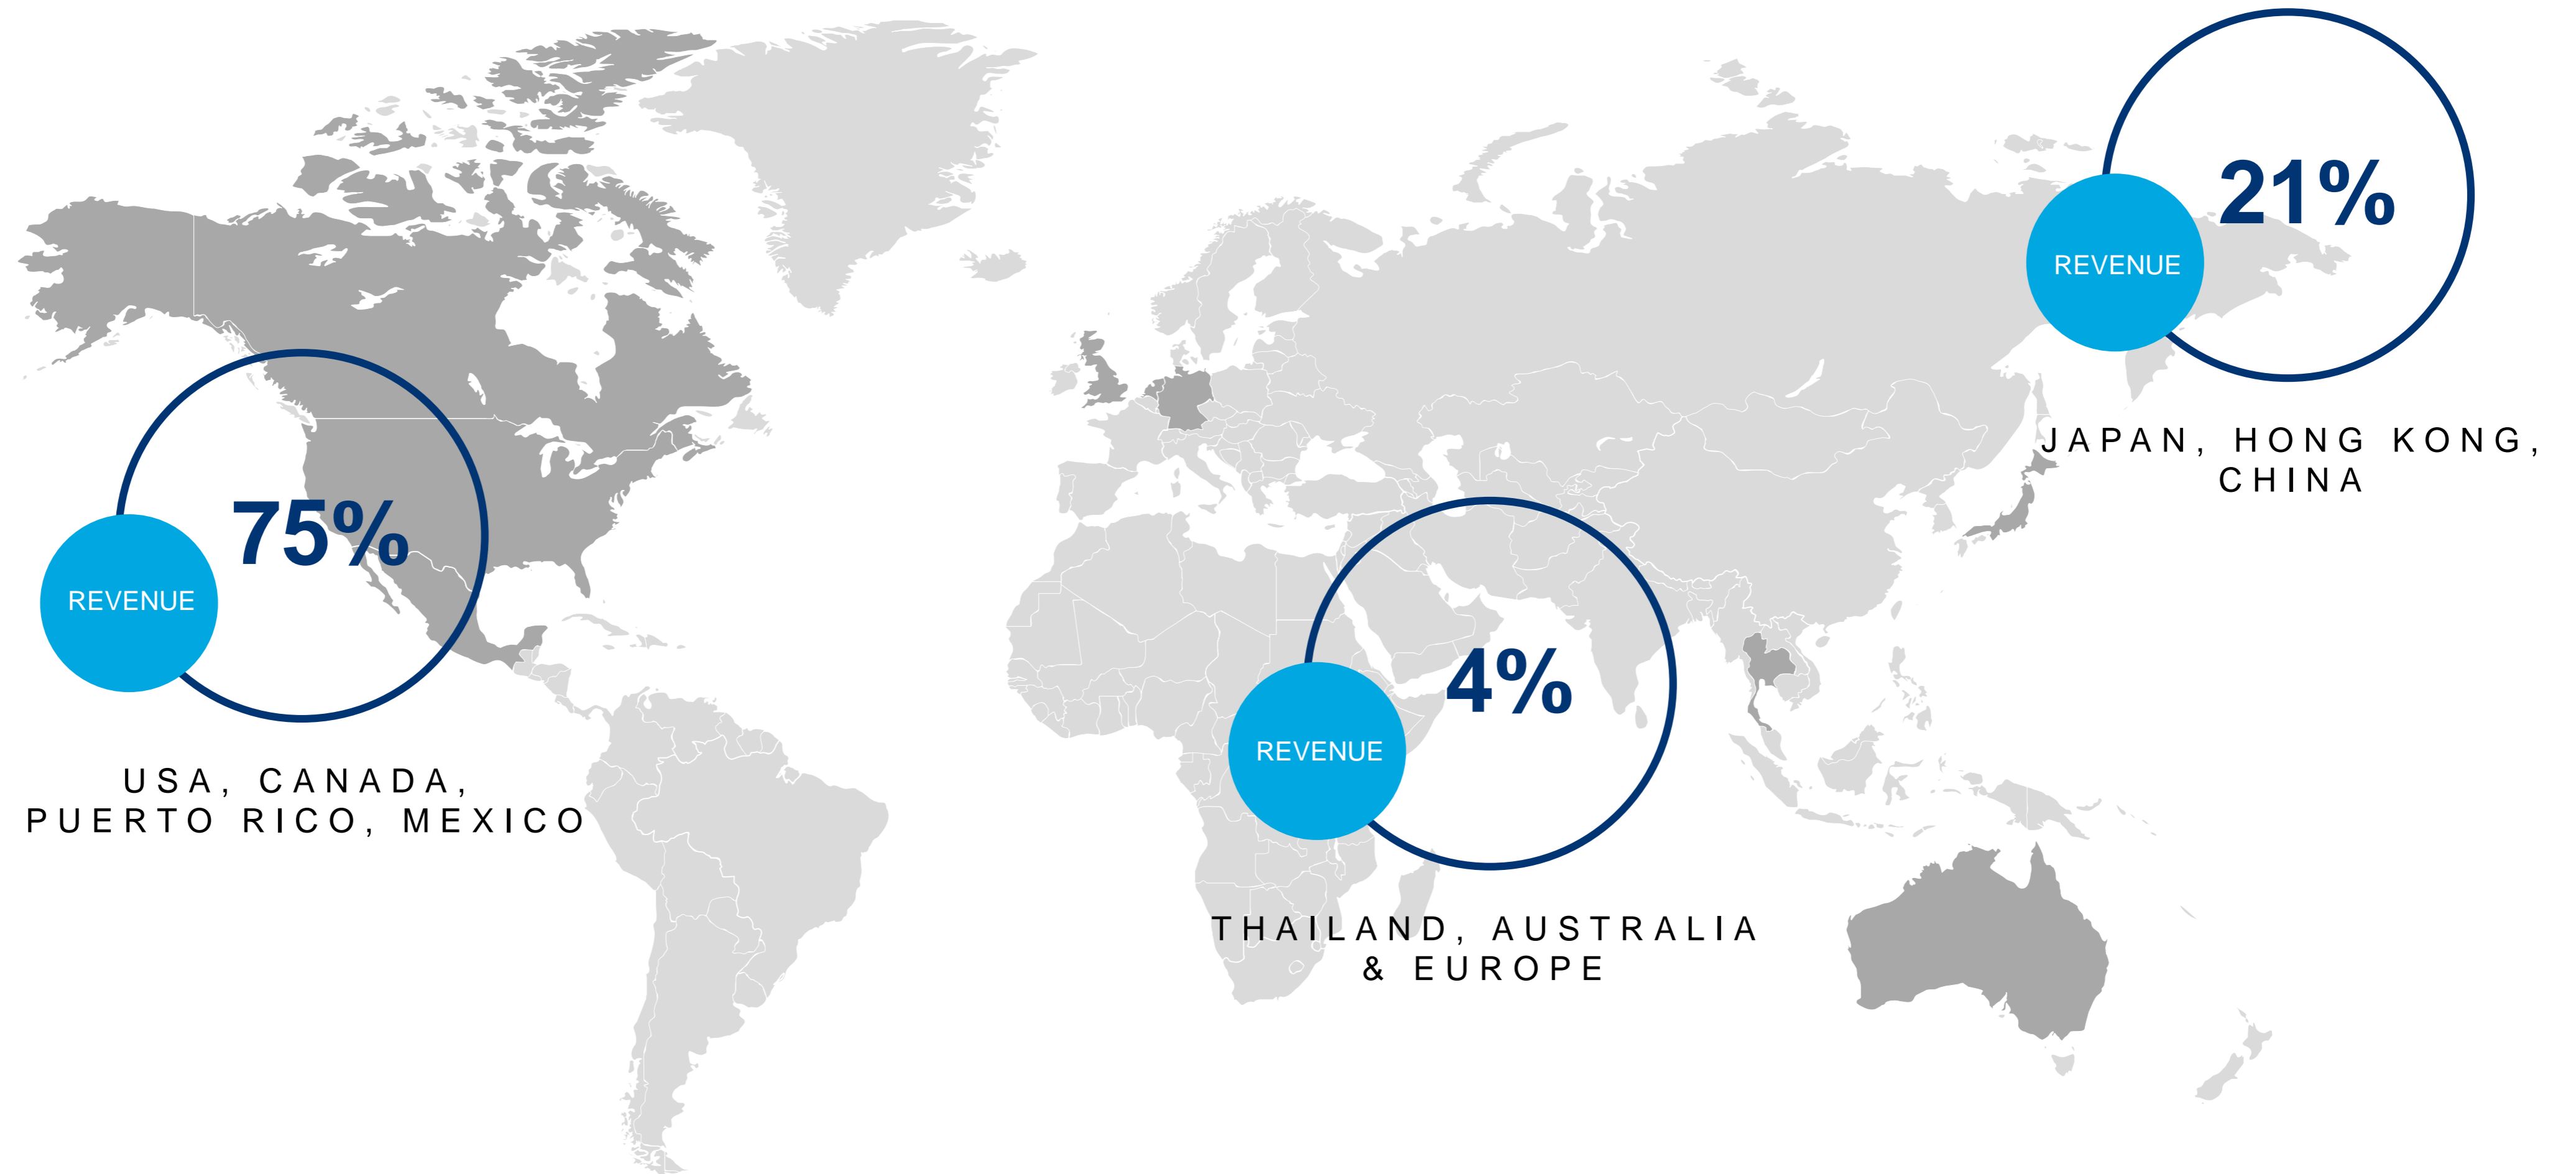 75%
REVENUE
USA, CANADA,
PUERTO RICO, MEXICO
4%
REVENUE
THAILAND, AUSTRALIA
& EUROPE
21%
REVENUE
JAPAN, HONG KONG,
CHINA